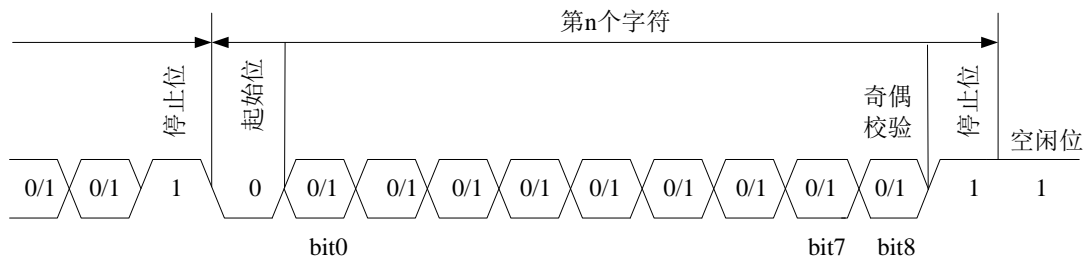 第n个字符
停止位
起始位
奇偶
校验
停止位
空闲位
0/1 0/1 1 0 0/1 0/1 0/1 0/1 0/1 0/1 0/1 0/1 0/1 1 1
bit0 bit7 bit8